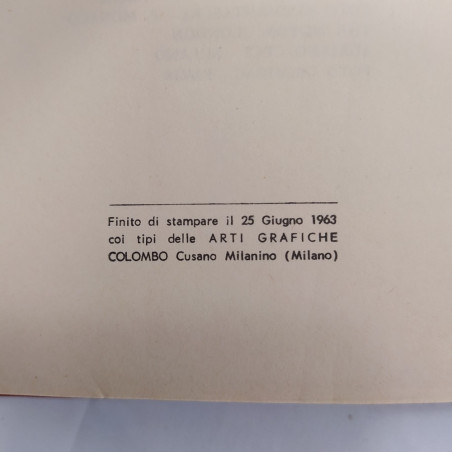 Finito di stampare il 25 Giugno 1963
coi tipi delle ARTI GRAFICHE
COLOMBO Cusano Milanino (Milano)